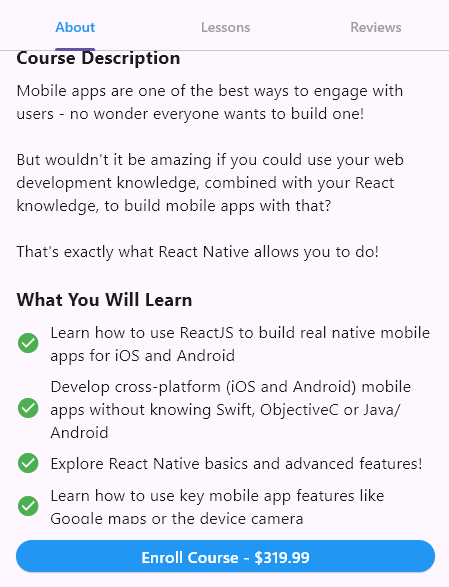 About Lessons Reviews
Course Description
Mobile apps are one of the best ways to engage with
users - no wonder everyone wants to build one!
But wouldn't it be amazing if you could use your web
development knowledge, combined with your React
knowledge, to build mobile apps with that?
That's exactly what React Native allows you to do!
What You Will Learn
Learn how to use ReactJS to build real native mobile
apps for iOS and Android
Develop cross-platform (iOS and Android) mobile
apps without knowing Swift, ObjectiveC or Java/
Android
Explore React Native basics and advanced features!
Learn how to use key mobile app features like
Google maps or the device camera
Enroll Course - $319.99